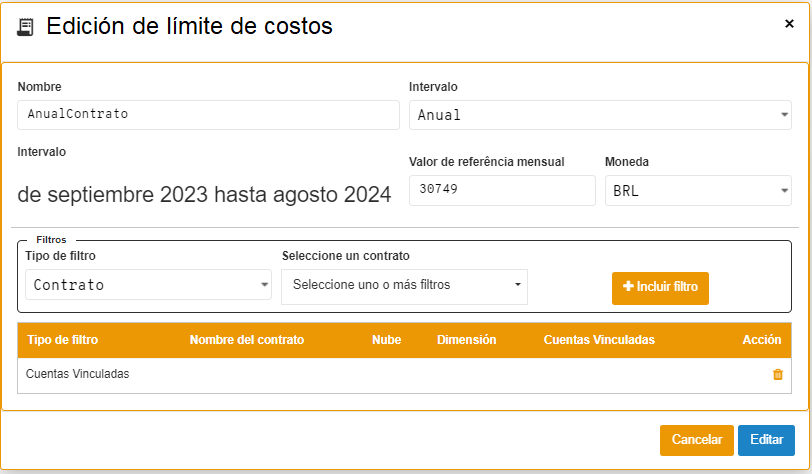 Edición de límite de costos
×
Nombre
Intervalo
AnualContrato
Anual
Intervalo
Valor de referência mensual
Moneda
de septiembre 2023 hasta agosto 2024
30749
BRL
Filtros
Tipo de filtro
Seleccione un contrato
Contrato
Seleccione uno o más filtros
+ Incluir filtro
Tipo de filtro Nombre del contrato Nube Dimensión Cuentas Vinculadas Acción
Cuentas Vinculadas
Cancelar Editar